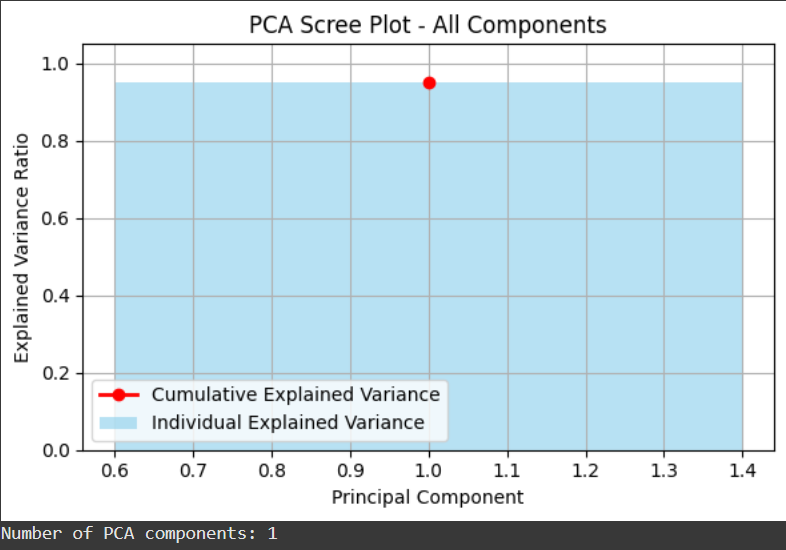 PCA Scree Plot - All Components
Explained Variance Ratio
1.0
0.8
0.6
0.4
0.2
0.0
Cumulative Explained Variance
Individual Explained Variance
0.6 0.7 0.8 0.9 1.0 1.1 1.2 1.3 1.4
Principal Component
Number of PCA components: 1